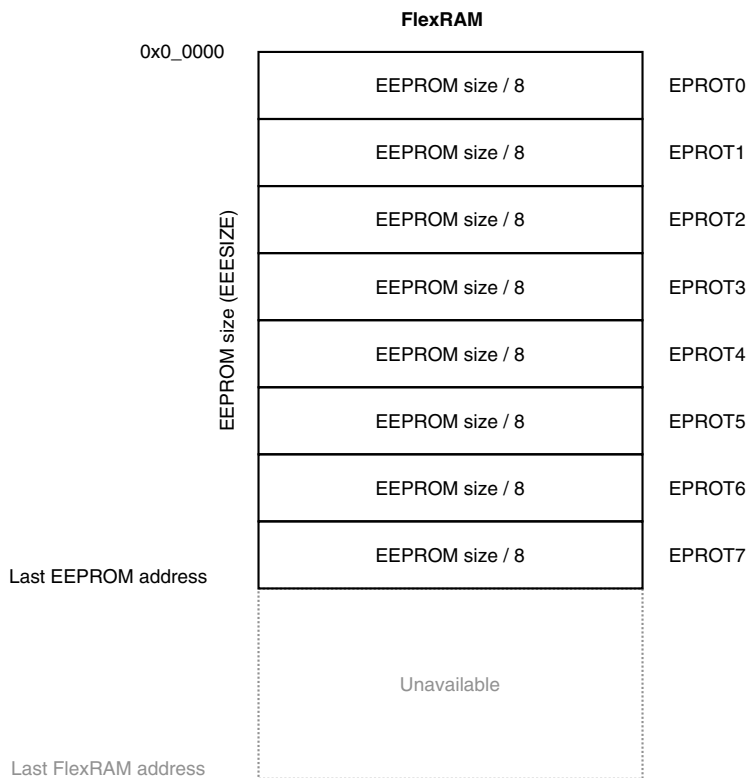 FlexRAM
0x0_0000
EEPROM size / 8 EPROT0
EEPROM size / 8 EPROT1
EEPROM size / 8 EPROT2
EEPROM size / 8 EPROT3
EEPROM size / 8 EPROT4
EEPROM size / 8 EPROT5
EEPROM size / 8 EPROT6
EEPROM size / 8 EPROT7
EEPROM size (EEESIZE)
Last EEPROM address
Unavailable
Last FlexRAM address